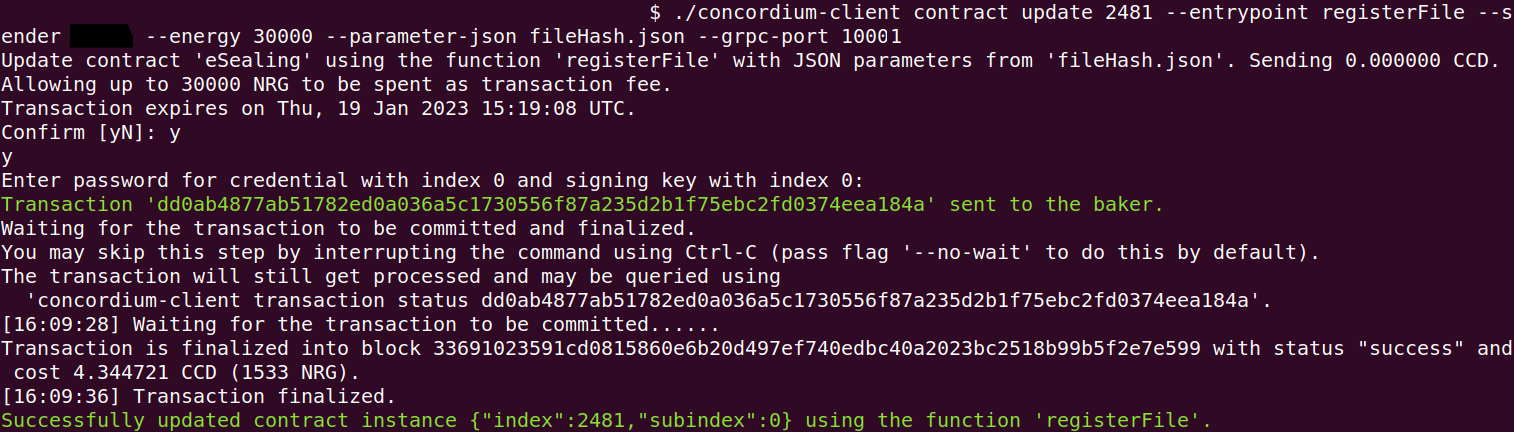 $ ./concordium-client contract update 2481 --entrypoint registerFile --s
ender --energy 30000 --parameter-json fileHash.json --grpc-port 10001
Update contract 'eSealing' using the function 'registerFile' with JSON parameters from 'fileHash.json'. Sending 0.000000 CCD.
Allowing up to 30000 NRG to be spent as transaction fee.
Transaction expires on Thu, 19 Jan 2023 15:19:08 UTC.
Confirm [yN]: y
y
Enter password for credential with index 0 and signing key with index 0:
Transaction 'dd0ab4877ab51782ed0a036a5c1730556f87a235d2b1f75ebc2fd0374eea184a' sent to the baker.
Waiting for the transaction to be committed and finalized.
You may skip this step by interrupting the command using Ctrl-C (pass flag '--no-wait' to do this by default).
The transaction will still get processed and may be queried using
  'concordium-client transaction status dd0ab4877ab51782ed0a036a5c1730556f87a235d2b1f75ebc2fd0374eea184a'.
[16:09:28] Waiting for the transaction to be committed......
Transaction is finalized into block 33691023591cd0815860e6b20d497ef740edbc40a2023bc2518b99b5f2e7e599 with status "success" and
 cost 4.344721 CCD (1533 NRG).
[16:09:36] Transaction finalized.
Successfully updated contract instance {"index":2481,"subindex":0} using the function 'registerFile'.